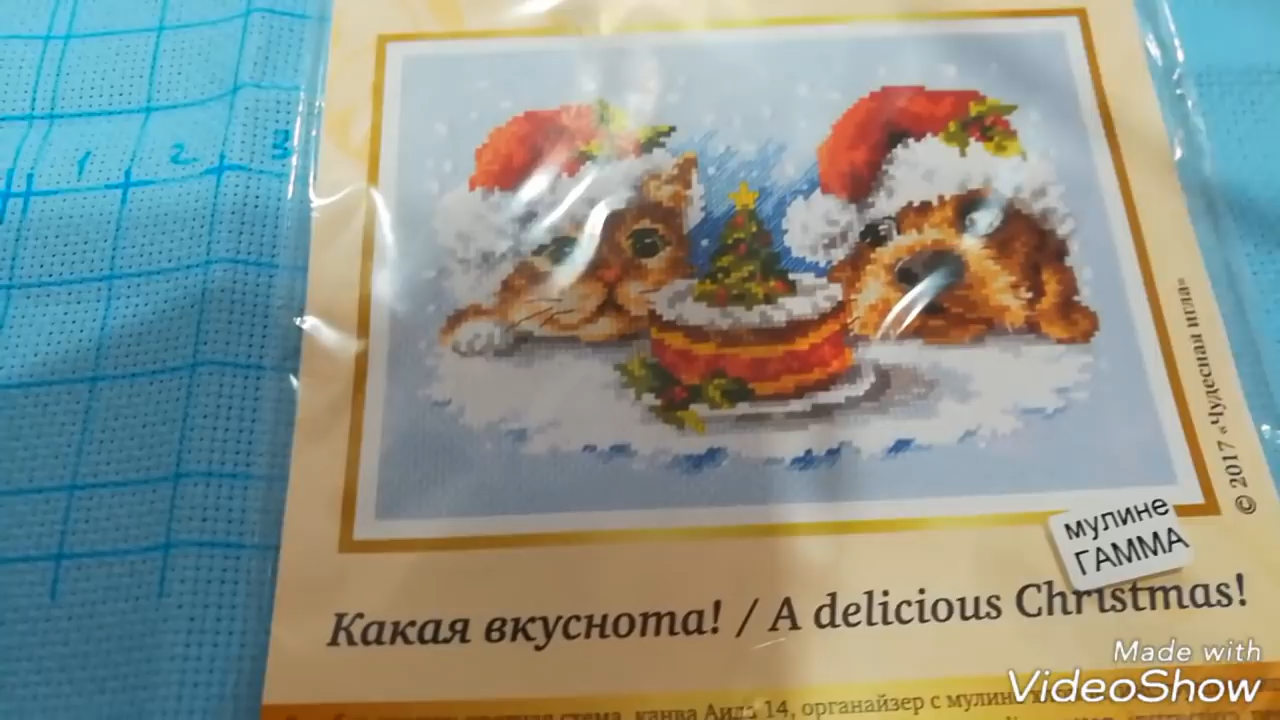 1 2 3
© 2017 «Чудесная игла»
мулине
ГАММА
Какая вкуснота! / A delicious Christmas!
канва Аида 14, органайзер с мулине
Made with
VideoShow